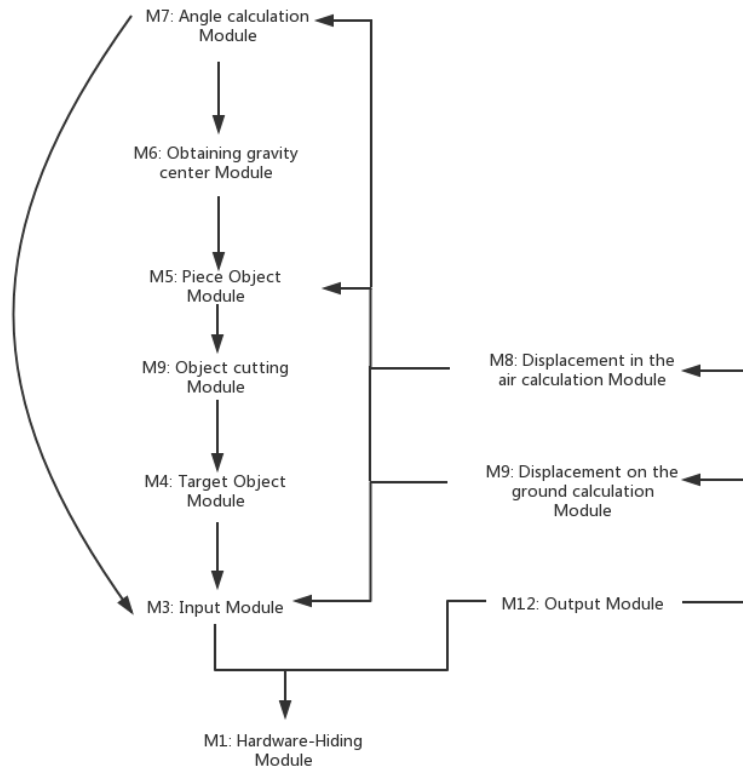 M7: Angle calculation
Module
M6: Obtaining gravity
center Module
M5: Piece Object
Module
M9: Object cutting
Module
M8: Displacement in the
air calculation Module
M4: Target Object
Module
M9: Displacement on the
ground calculation
Module
M3: Input Module
M12: Output Module
M1: Hardware-Hiding
Module